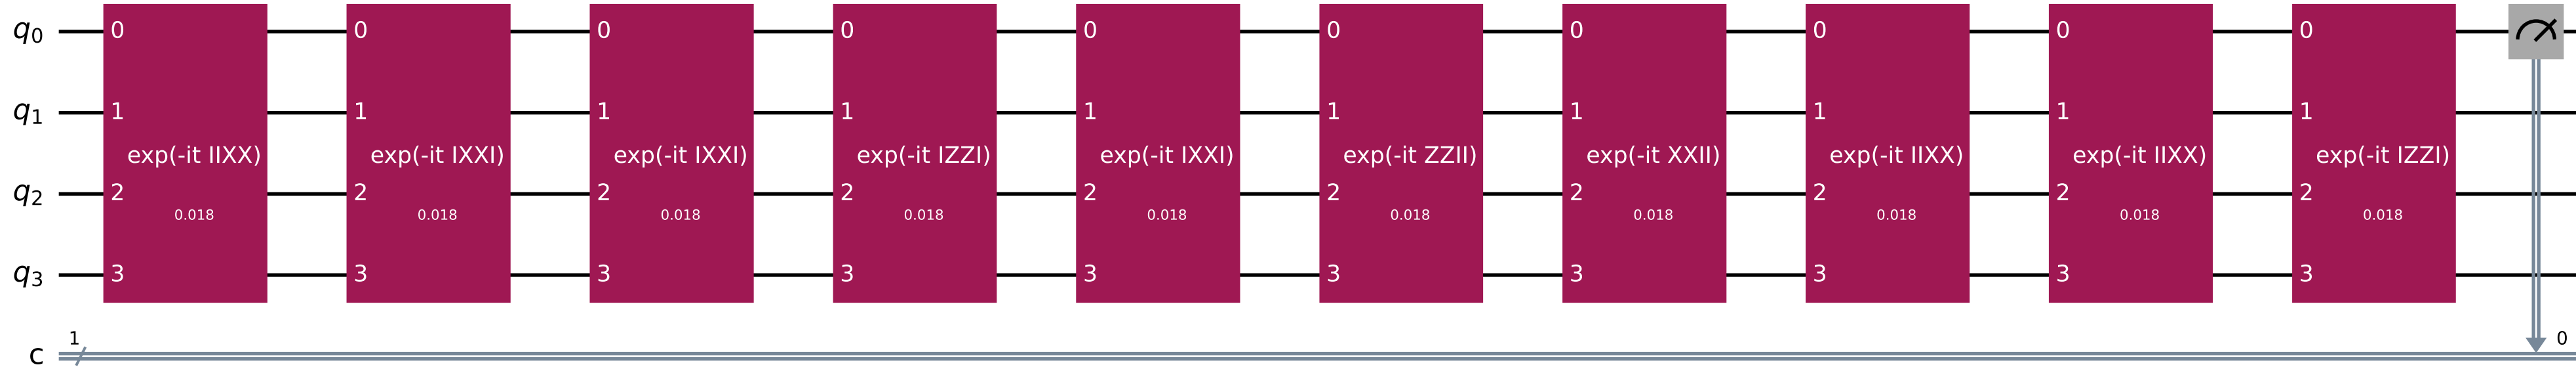 q0 0 0 0 0 0 0 0 0 0 0
q1 1 1 1 1 1 1 1 1 1 1
exp(-it IIXX) exp(-it IXXI) exp(-it IXXI) exp(-it IZZI) exp(-it IXXI) exp(-it ZZII) exp(-it XXII) exp(-it IIXX) exp(-it IIXX) exp(-it IZZI)
q2 2 2 2 2 2 2 2 2 2 2
0.018 0.018 0.018 0.018 0.018 0.018 0.018 0.018 0.018 0.018
q3 3 3 3 3 3 3 3 3 3 3
1 0
c